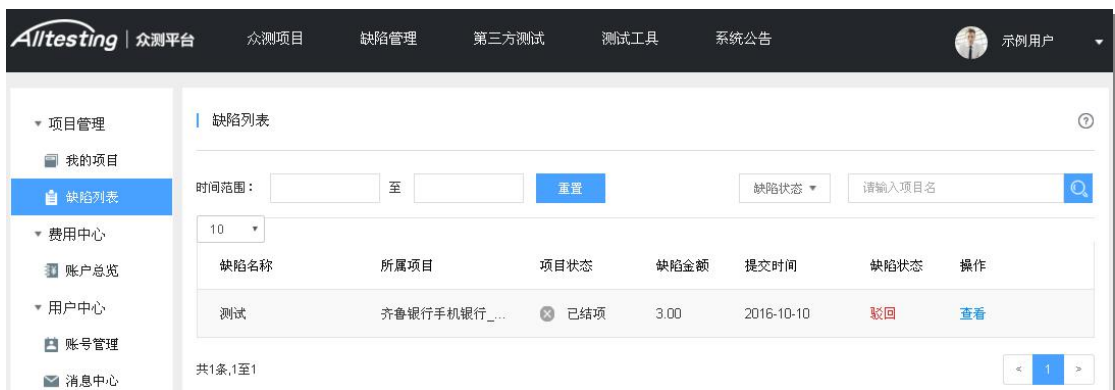 Alltesting | 众测平台 众测项目 缺陷管理 第三方测试 测试工具 系统公告 示例用户
项目管理
我的项目
缺陷列表
费用中心
账户总览
用户中心
账号管理
消息中心
缺陷列表
时间范围： 至 重置 缺陷状态 请输入项目名
10
缺陷名称 所属项目 项目状态 缺陷金额 提交时间 缺陷状态 操作
测试 齐鲁银行手机银行_... 已结项 3.00 2016-10-10 驳回 查看
共1条,1至1 < 1 >